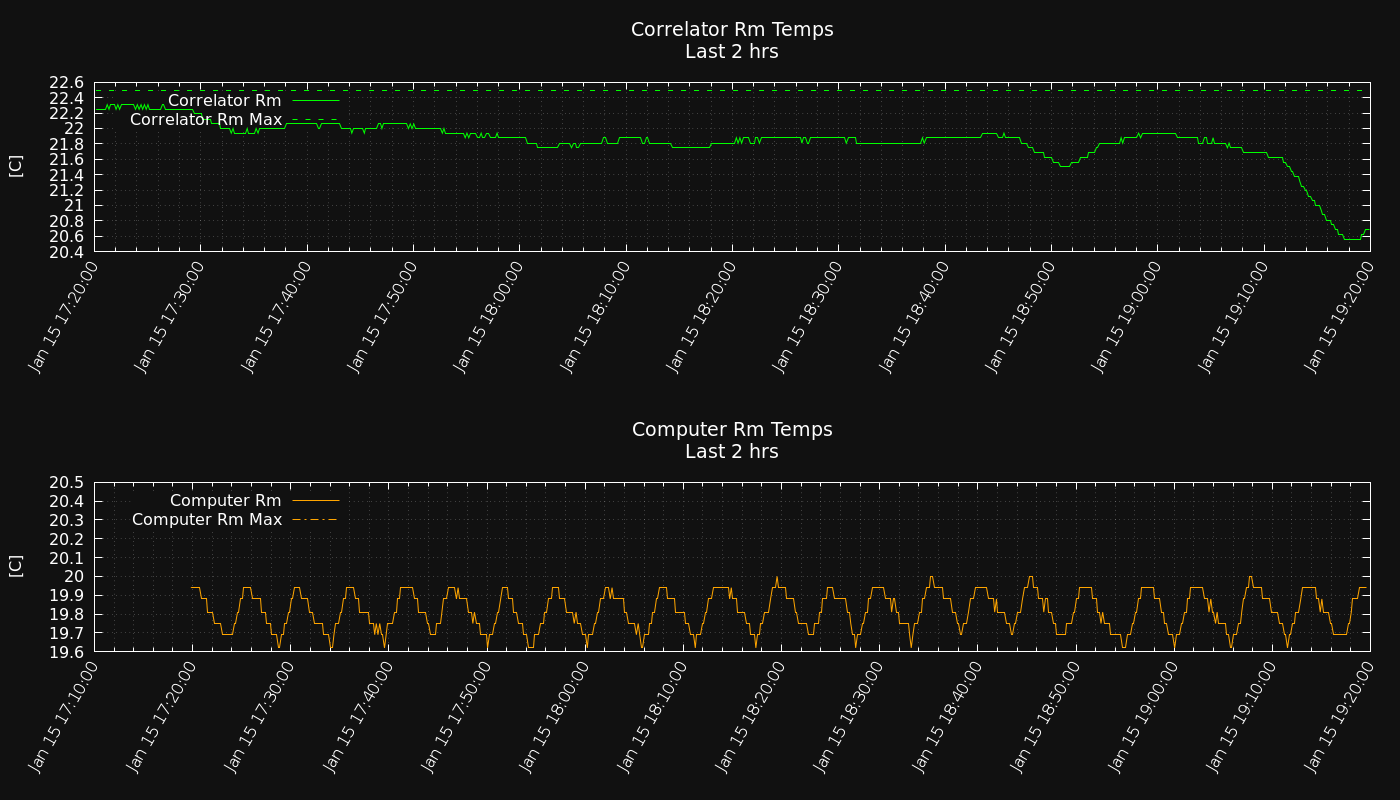 Correlator Rm Temps
Last 2 hrs
22.6
22.4
22.2
22
21.8
21.6
21.4
21.2
21
20.8
20.6
20.4
[C]
Correlator Rm
Correlator Rm Max
Jan 15 17:20:00
Jan 15 17:30:00
Jan 15 17:40:00
Jan 15 17:50:00
Jan 15 18:00:00
Jan 15 18:10:00
Jan 15 18:20:00
Jan 15 18:30:00
Jan 15 18:40:00
Jan 15 18:50:00
Jan 15 19:00:00
Jan 15 19:10:00
Jan 15 19:20:00
Computer Rm Temps
Last 2 hrs
20.5
20.4
20.3
20.2
20.1
20
19.9
19.8
19.7
19.6
[C]
Computer Rm
Computer Rm Max
Jan 15 17:10:00
Jan 15 17:20:00
Jan 15 17:30:00
Jan 15 17:40:00
Jan 15 17:50:00
Jan 15 18:00:00
Jan 15 18:10:00
Jan 15 18:20:00
Jan 15 18:30:00
Jan 15 18:40:00
Jan 15 18:50:00
Jan 15 19:00:00
Jan 15 19:10:00
Jan 15 19:20:00